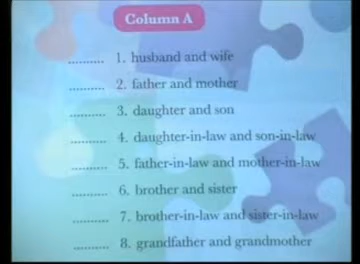 Column A
.......... 1. husband and wife
.......... 2. father and mother
.......... 3. daughter and son
.......... 4. daughter-in-law and son-in-law
.......... 5. father-in-law and mother-in-law
.......... 6. brother and sister
.......... 7. brother-in-law and sister-in-law
.......... 8. grandfather and grandmother